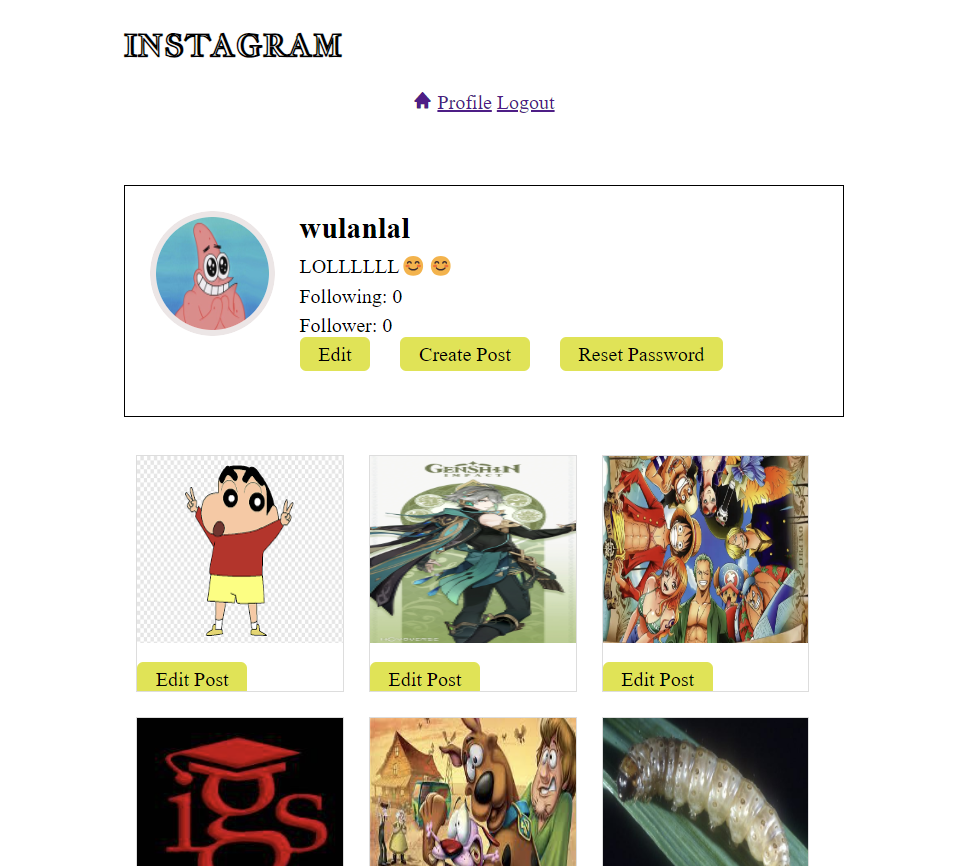 INSTAGRAM
Profile Logout
wulanlal
LOLLLLLL😊 😊
Following: 0
Follower: 0
Edit Create Post Reset Password
GENSHIN
IMPACT
Edit Post Edit Post Edit Post
igs